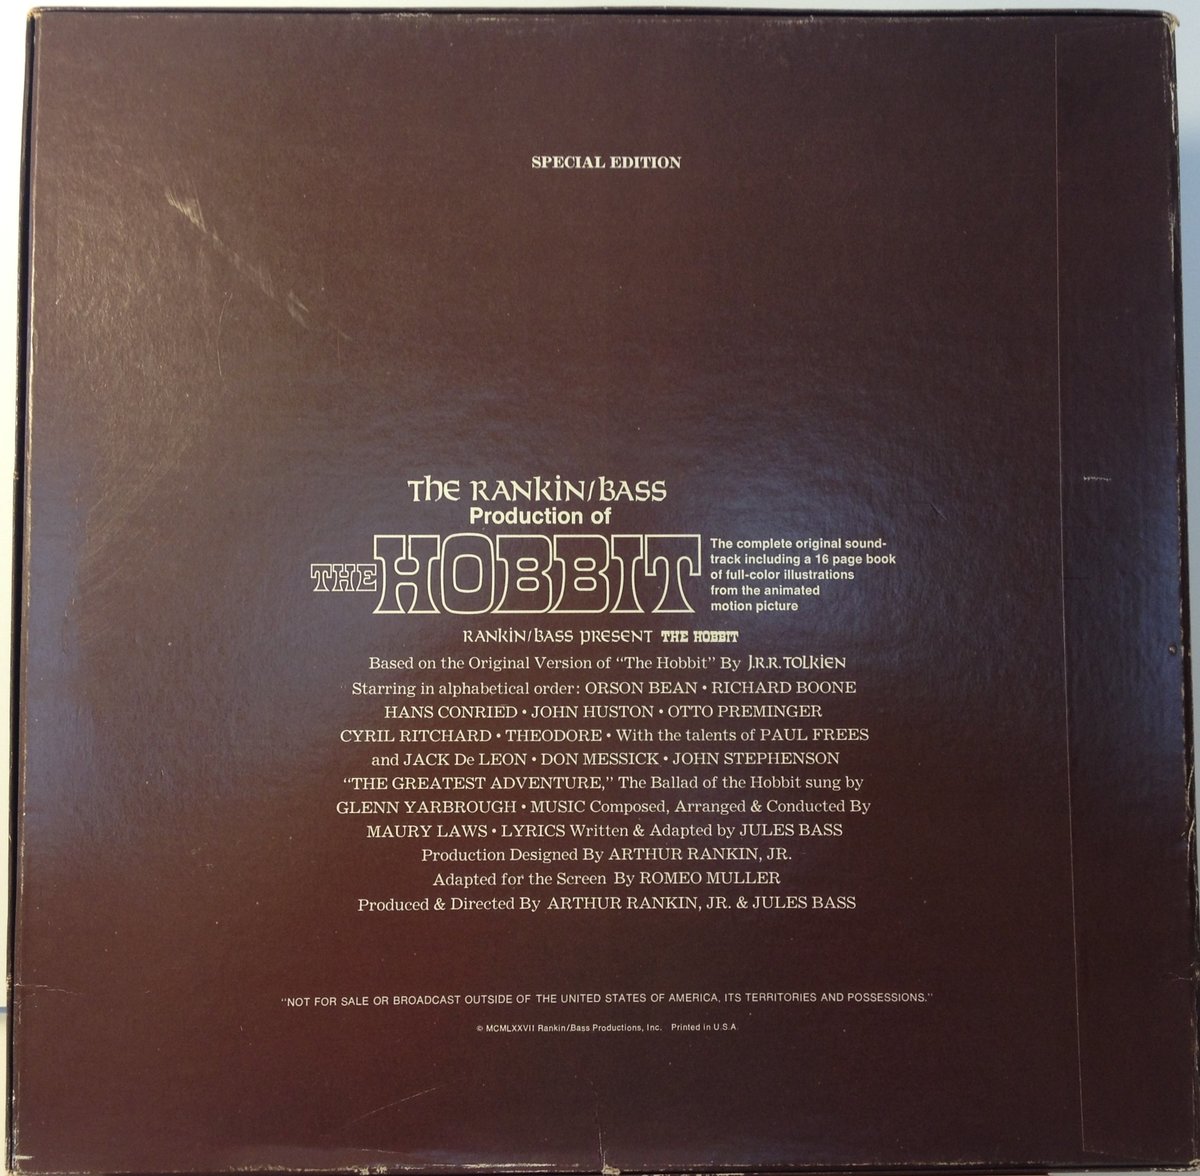 SPECIAL EDITION
The RANKIN/BASS
Production of
THE HOBBIT
The complete original sound-
track including a 16 page book
of full-color illustrations
from the animated
motion picture
RANKIN/BASS PRESENT THE HOBBIT
Based on the Original Version of “The Hobbit” By J.R.R. TOLKIEN
Starring in alphabetical order: ORSON BEAN • RICHARD BOONE
HANS CONRIED • JOHN HUSTON • OTTO PREMINGER
CYRIL RITCHARD • THEODORE • With the talents of PAUL FREES
and JACK De LEON • DON MESSICK • JOHN STEPHENSON
“THE GREATEST ADVENTURE,” The Ballad of the Hobbit sung by
GLENN YARBROUGH • MUSIC Composed, Arranged & Conducted By
MAURY LAWS • LYRICS Written & Adapted by JULES BASS
Production Designed By ARTHUR RANKIN, JR.
Adapted for the Screen By ROMEO MULLER
Produced & Directed By ARTHUR RANKIN, JR. & JULES BASS
"NOT FOR SALE OR BROADCAST OUTSIDE OF THE UNITED STATES OF AMERICA, ITS TERRITORIES AND POSSESSIONS."
© MCMLXXVII Rankin/Bass Productions, Inc. Printed in U.S.A.